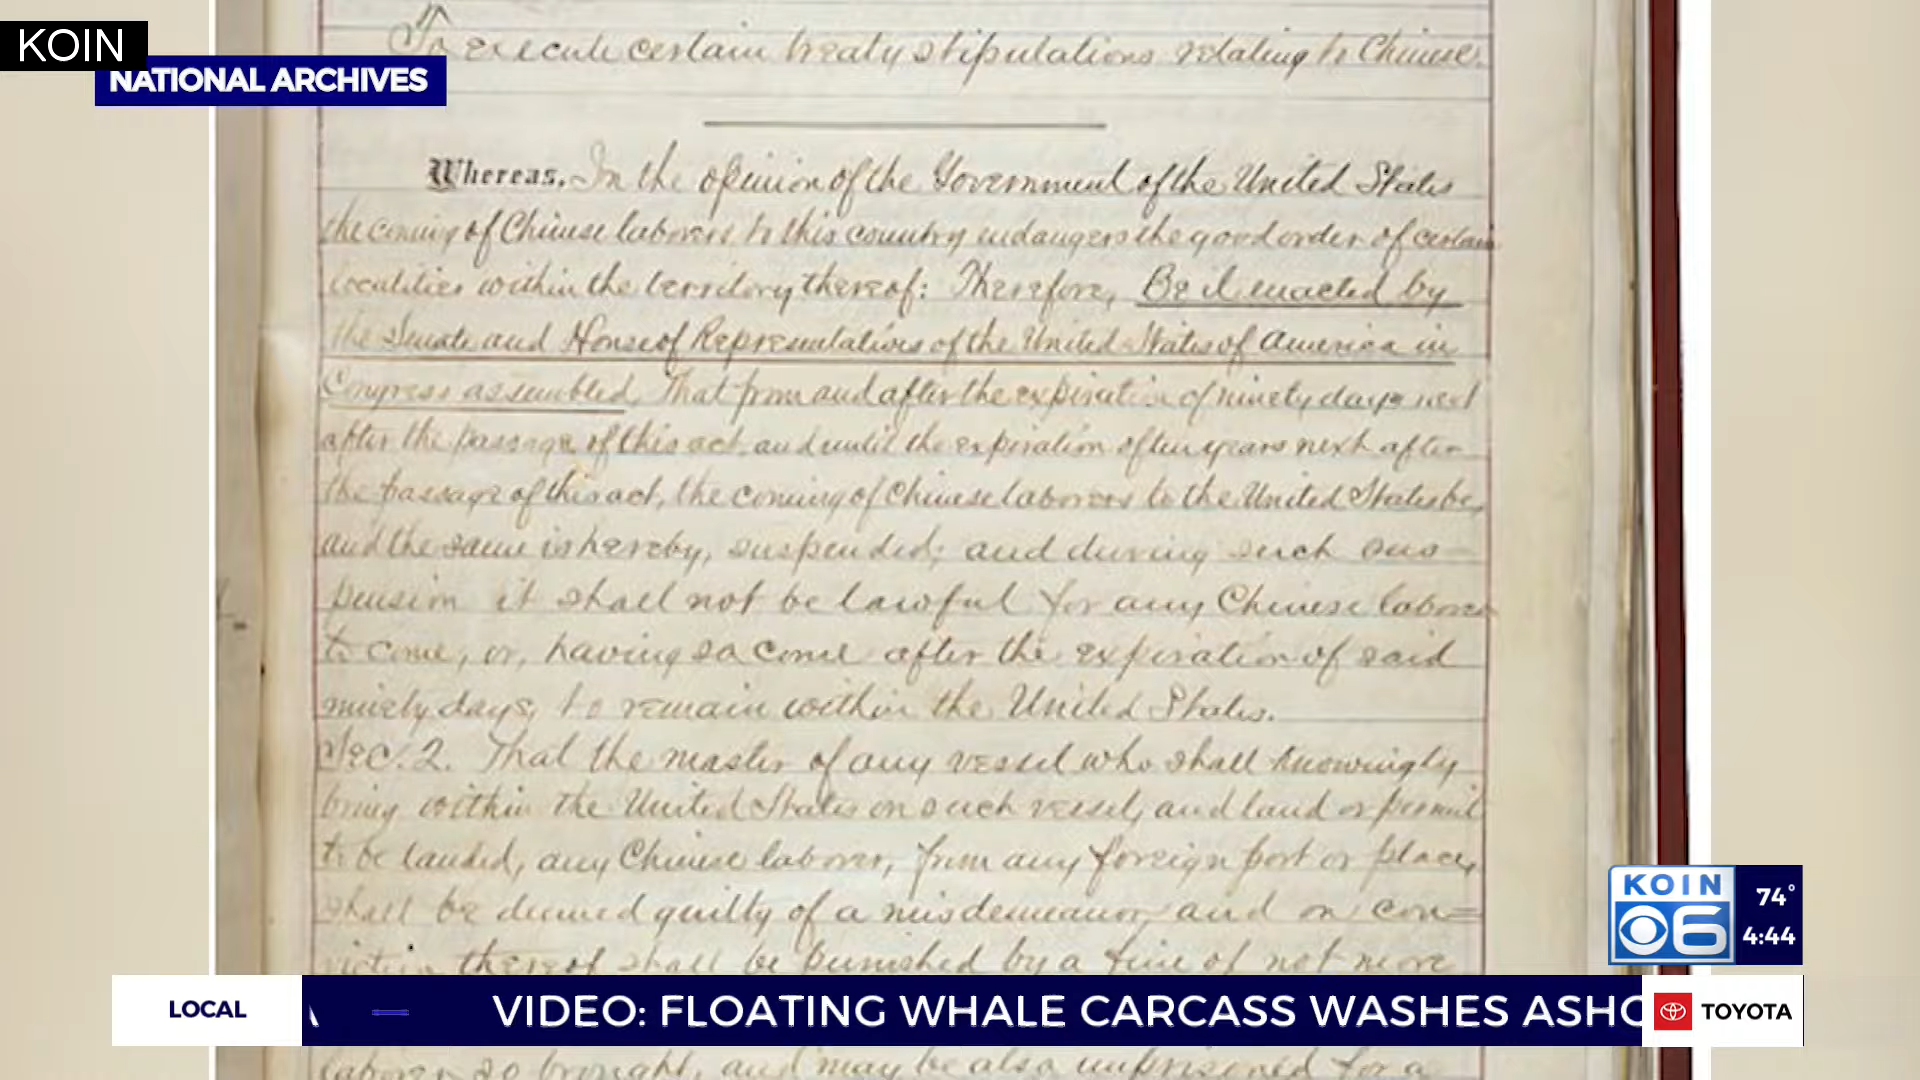 KOIN
NATIONAL ARCHIVES
To execute certain treaty stipulations relating to Chinese.
Whereas, In the opinion of the Government of the United States
the coming of Chinese laborers to this country endangers the good order of certain
localities within the territory thereof: Therefore, Be it enacted by
the Senate and House of Representatives of the United States of America in
Congress assembled, That from and after the expiration of ninety days next
after the passage of this act, and until the expiration of ten years next after
the passage of this act, the coming of Chinese laborers to the United States be,
and the same is hereby, suspended; and during such sus-
pension it shall not be lawful for any Chinese laborer
to come, or, having so come after the expiration of said
ninety days, to remain within the United States.
Sec. 2. That the master of any vessel who shall knowingly
bring within the United States on such vessel, and land or permit
to be landed, any Chinese laborer, from any foreign port or place,
shall be deemed guilty of a misdemeanor, and on con=
viction thereof shall be punished by a fine of not more
KOIN
6
74°
4:44
LOCAL
A — VIDEO: FLOATING WHALE CARCASS WASHES ASHO
TOYOTA
laborer so brought, and may be also imprisoned for a